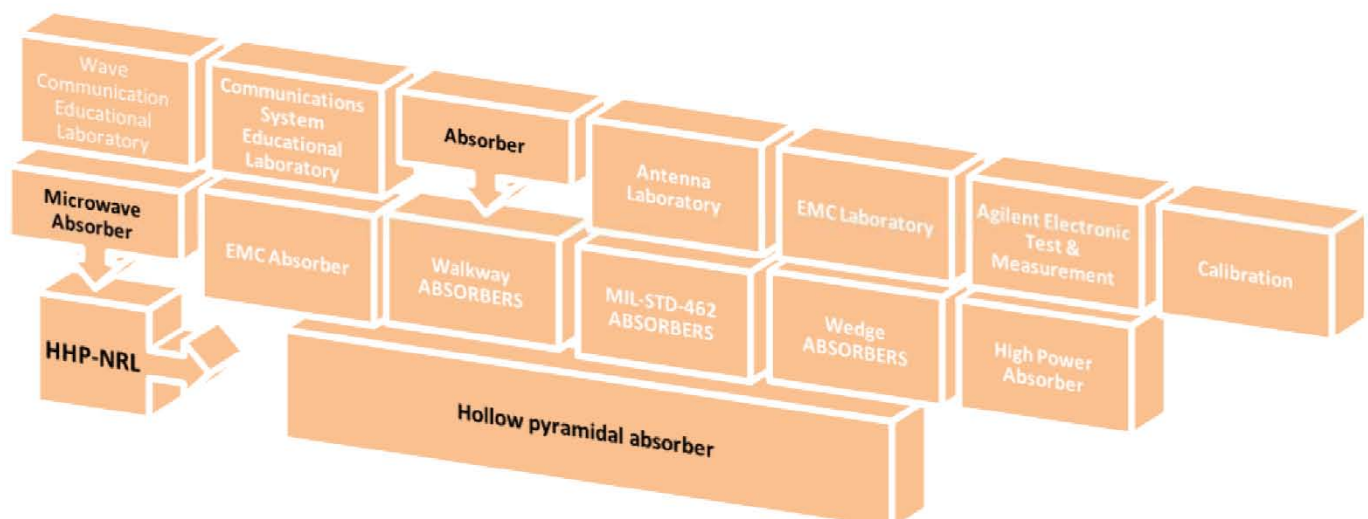 Wave
Communication
Educational
Laboratory
Communications
System
Educational
Laboratory
Absorber
Antenna
Laboratory
EMC Laboratory
Agilent Electronic
Test &
Measurement
Calibration
Microwave
Absorber
EMC Absorber
Walkway
ABSORBERS
MIL-STD-462
ABSORBERS
Wedge
ABSORBERS
High Power
Absorber
HHP-NRL
Hollow pyramidal absorber